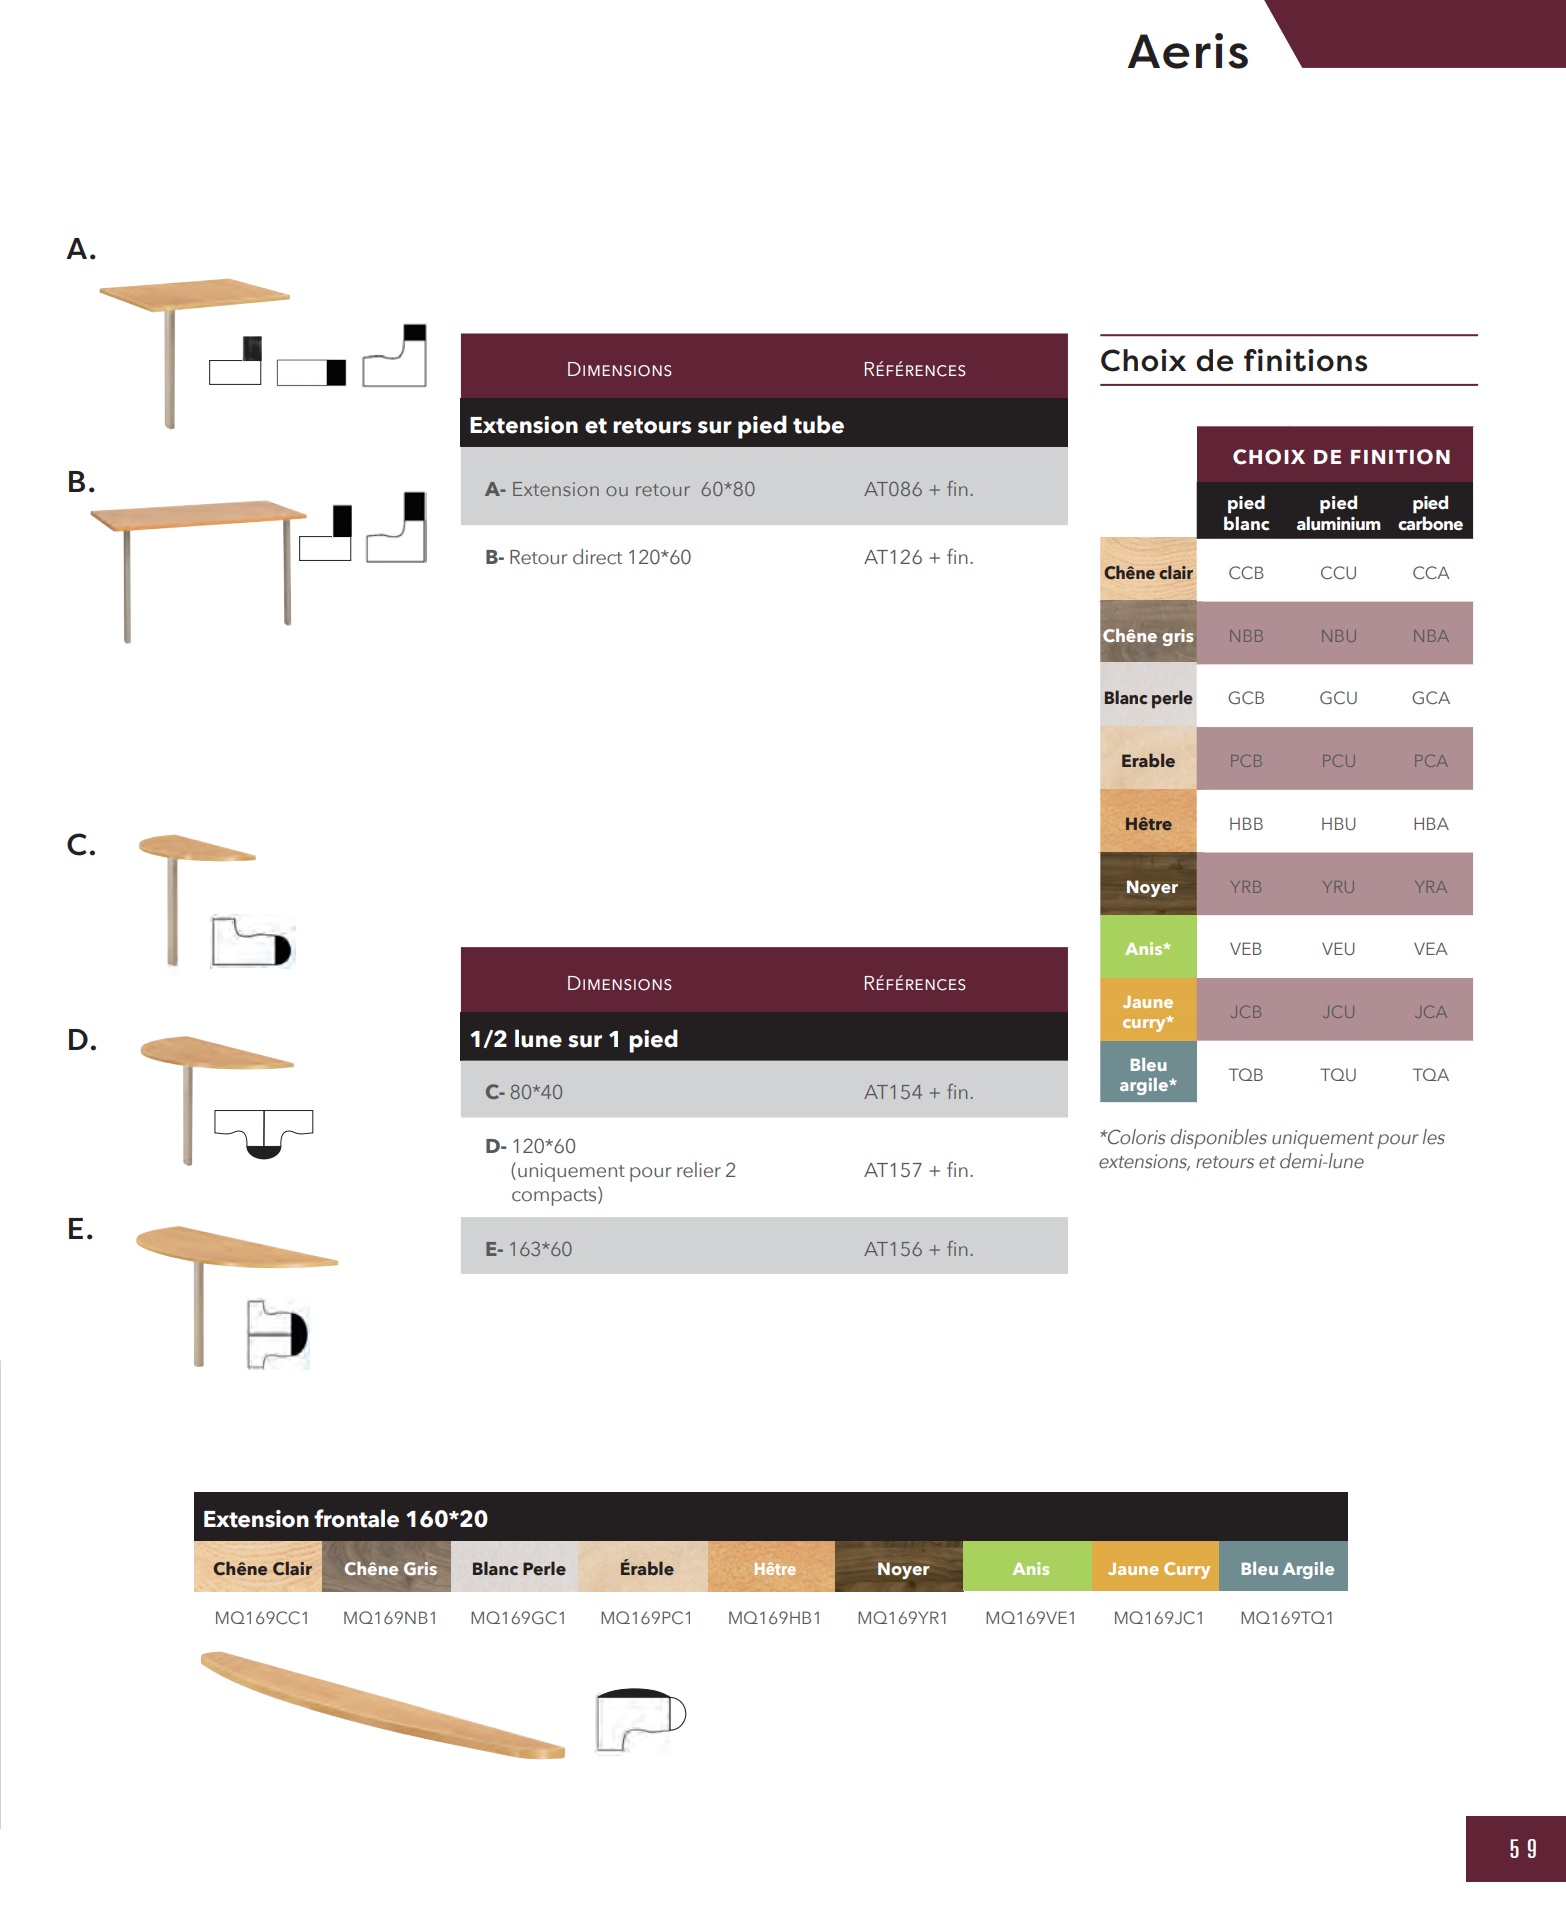 Aeris
A.
B.
DIMENSIONS RÉFÉRENCES
Extension et retours sur pied tube
A- Extension ou retour 60*80 AT086 + fin.
B- Retour direct 120*60 AT126 + fin.
Choix de finitions
CHOIX DE FINITION
pied blanc pied aluminium pied carbone
Chêne clair CCB CCU CCA
Chêne gris NBB NBU NBA
Blanc perle GCB GCU GCA
Erable PCB PCU PCA
Hêtre HBB HBU HBA
Noyer YRB YRU YRA
Anis* VEB VEU VEA
Jaune curry* JCB JCU JCA
Bleu argile* TQB TQU TQA
*Coloris disponibles uniquement pour les
extensions, retours et demi-lune
C.
D.
E.
DIMENSIONS RÉFÉRENCES
1/2 lune sur 1 pied
C- 80*40 AT154 + fin.
D- 120*60
(uniquement pour relier 2 AT157 + fin.
compacts)
E- 163*60 AT156 + fin.
Extension frontale 160*20
Chêne Clair Chêne Gris Blanc Perle Érable Hêtre Noyer Anis Jaune Curry Bleu Argile
MQ169CC1 MQ169NB1 MQ169GC1 MQ169PC1 MQ169HB1 MQ169YR1 MQ169VE1 MQ169JC1 MQ169TQ1
59